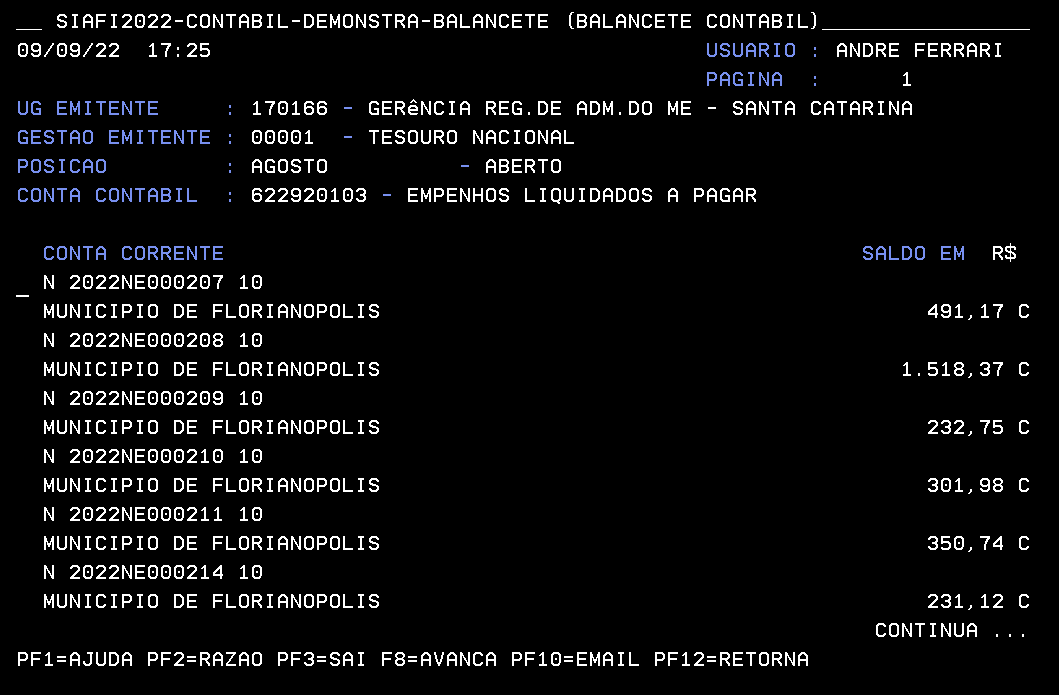 __ SIAFI2022-CONTABIL-DEMONSTRA-BALANCETE (BALANCETE CONTABIL)________________
09/09/22  17:25                                      USUARIO : ANDRE FERRARI
                                                     PAGINA  :      1
UG EMITENTE     : 170166 - GERêNCIA REG.DE ADM.DO ME - SANTA CATARINA
GESTAO EMITENTE : 00001  - TESOURO NACIONAL
POSICAO         : AGOSTO          - ABERTO
CONTA CONTABIL  : 622920103 - EMPENHOS LIQUIDADOS A PAGAR
  CONTA CORRENTE                                                 SALDO EM  R$
_ N 2022NE000207 10
  MUNICIPIO DE FLORIANOPOLIS                                          491,17 C
  N 2022NE000208 10
  MUNICIPIO DE FLORIANOPOLIS                                        1.518,37 C
  N 2022NE000209 10
  MUNICIPIO DE FLORIANOPOLIS                                          232,75 C
  N 2022NE000210 10
  MUNICIPIO DE FLORIANOPOLIS                                          301,98 C
  N 2022NE000211 10
  MUNICIPIO DE FLORIANOPOLIS                                          350,74 C
  N 2022NE000214 10
  MUNICIPIO DE FLORIANOPOLIS                                          231,12 C
                                                                  CONTINUA ...
PF1=AJUDA PF2=RAZAO PF3=SAI F8=AVANCA PF10=EMAIL PF12=RETORNA